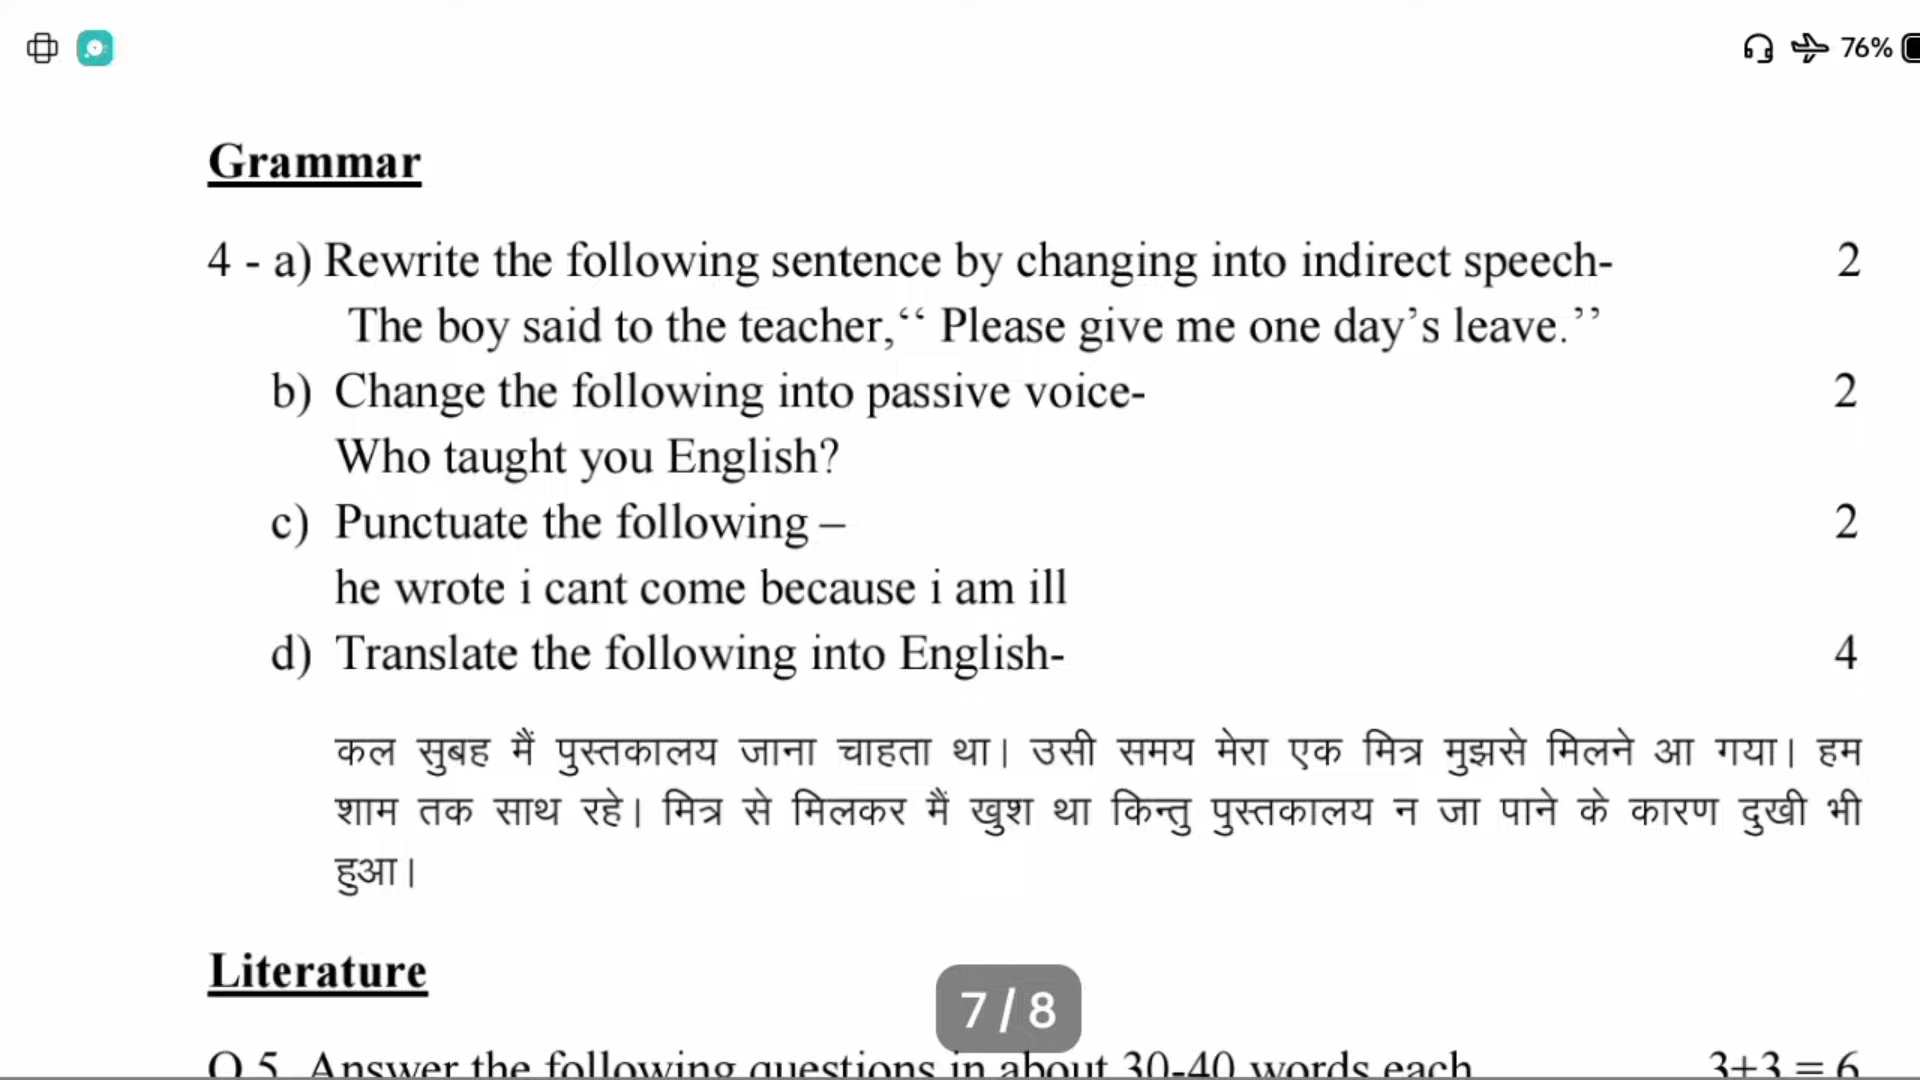 76%
Grammar
4 - a) Rewrite the following sentence by changing into indirect speech- 2
The boy said to the teacher,‘‘ Please give me one day’s leave.’’
b) Change the following into passive voice- 2
Who taught you English?
c) Punctuate the following – 2
he wrote i cant come because i am ill
d) Translate the following into English- 4
कल सुबह मैं पुस्तकालय जाना चाहता था। उसी समय मेरा एक मित्र मुझसे मिलने आ गया। हम
शाम तक साथ रहे। मित्र से मिलकर मैं खुश था किन्तु पुस्तकालय न जा पाने के कारण दुखी भी
हुआ।
Literature
7 / 8
Q 5. Answer the following questions in about 30-40 words each 3+3 = 6